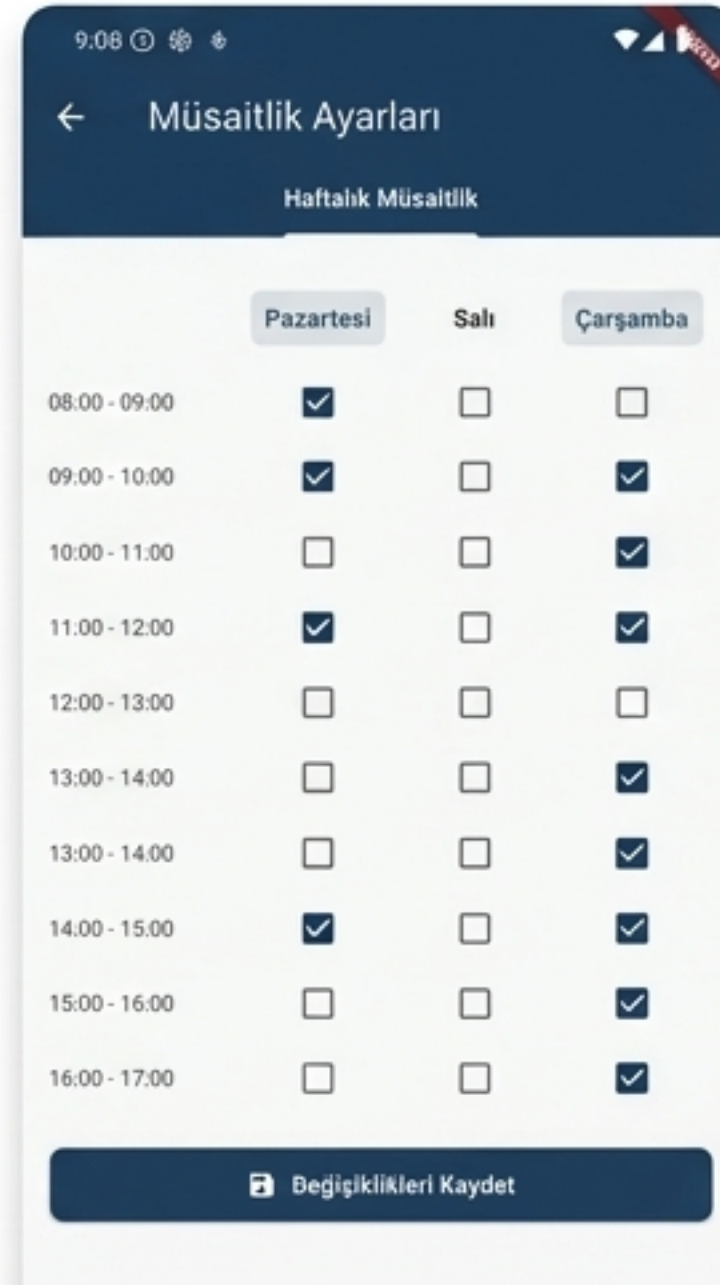 9:08
Müsaitlik Ayarları
Haftalık Müsaitlik
Pazartesi Salı Çarşamba
08:00 - 09:00
09:00 - 10:00
10:00 - 11:00
11:00 - 12:00
12:00 - 13:00
13:00 - 14:00
13:00 - 14:00
14:00 - 15:00
15:00 - 16:00
16:00 - 17:00
Değişiklikleri Kaydet